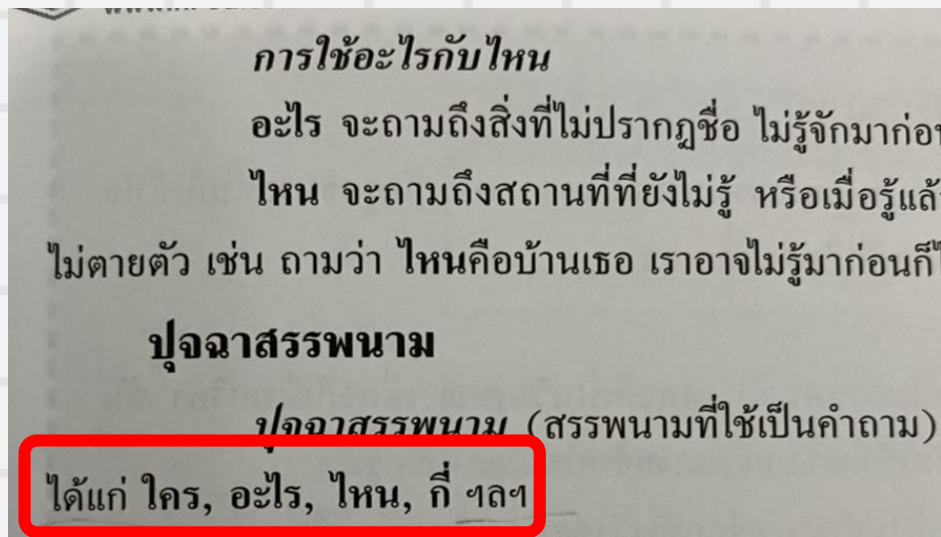 การใช้อะไรกับไหน
อะไร จะถามถึงสิ่งที่ไม่ปรากฏชื่อ ไม่รู้จักมาก่อน
ไหน จะถามถึงสถานที่ที่ยังไม่รู้ หรือเมื่อรู้แล้ว
ไม่ตายตัว เช่น ถามว่า ไหนคือบ้านเธอ เราอาจไม่รู้มาก่อนก็
ปุจฉาสรรพนาม
ปุจฉาสรรพนาม (สรรพนามที่ใช้เป็นคำถาม)
ได้แก่ ใคร, อะไร, ไหน, กี่ ฯลฯ